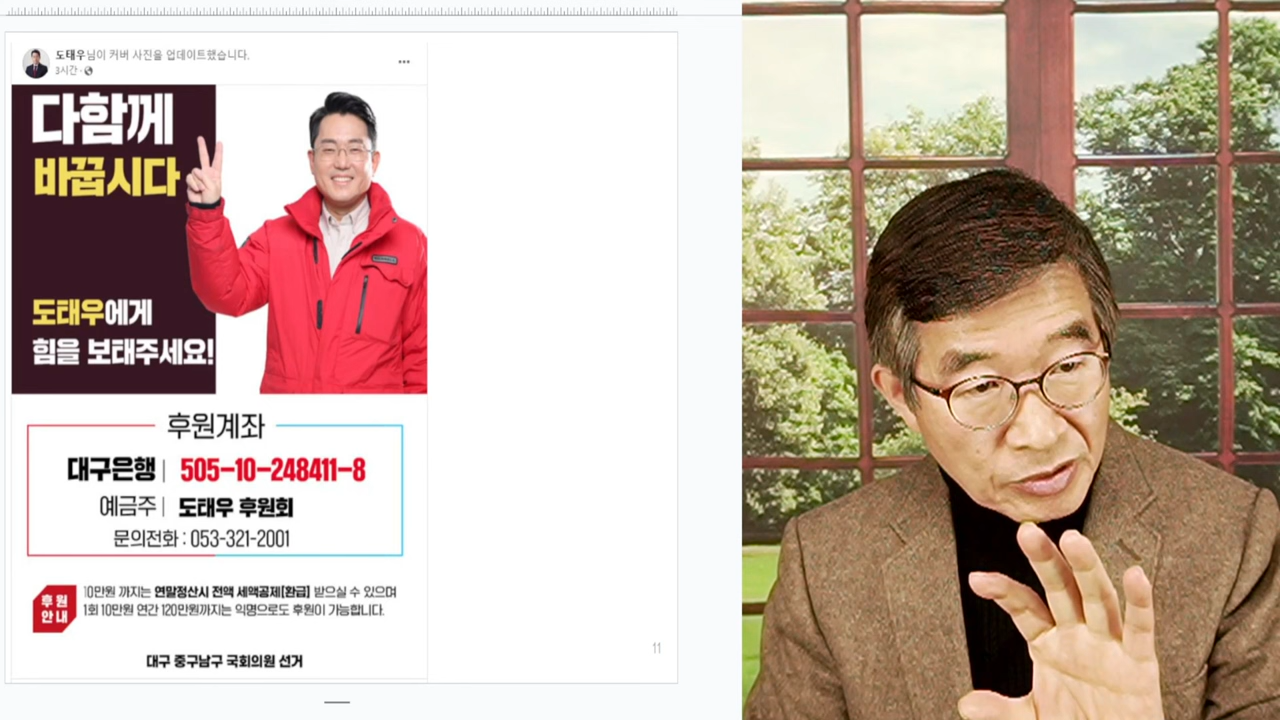 도태우님이 커버 사진을 업데이트했습니다.
3시간
다함께
바꿉시다
도태우에게
힘을 보태주세요!
후원계좌
대구은행 | 505-10-248411-8
예금주 | 도태우 후원회
문의전화 : 053-321-2001
후원
안내
10만원 까지는 연말정산시 전액 세액공제[환급] 받으실 수 있으며
1회 10만원 연간 120만원까지는 익명으로도 후원이 가능합니다.
대구 중구남구 국회의원 선거
11